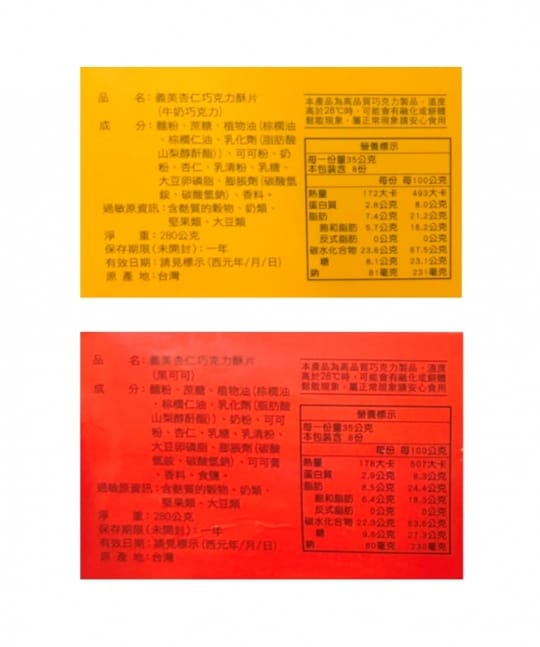 品　　名：義美杏仁巧克力酥片
(牛奶巧克力)
成　　分：麵粉、蔗糖、植物油(棕櫚油
、棕櫚仁油、乳化劑(脂肪酸
山梨醇酐酯))、可可粉、奶
粉、杏仁、乳清粉、乳糖、
大豆卵磷脂、膨脹劑(碳酸氫
銨、碳酸氫鈉)、香料。
過敏原資訊：含麩質的穀物、奶類、
堅果類、大豆類
淨　　重：280公克
保存期限(未開封)：一年
有效日期：請見標示(西元年/月/日)
原 產 地：台灣
本產品為高品質巧克力製品，溫度
高於28℃時，可能會有融化或餅體
鬆散現象，屬正常現象請安心食用
營養標示
每一份量35公克
本包裝含 8份
每份 每100公克
熱量 172大卡 493大卡
蛋白質 2.8公克 8.0公克
脂肪 7.4公克 21.2公克
飽和脂肪 5.7公克 16.2公克
反式脂肪 0公克 0公克
碳水化合物 23.6公克 67.5公克
糖 8.1公克 23.1公克
鈉 81毫克 231毫克
品　　名：義美杏仁巧克力酥片
(黑可可)
成　　分：麵粉、蔗糖、植物油(棕櫚油
、棕櫚仁油、乳化劑(脂肪酸
山梨醇酐酯))、奶粉、可可
粉、杏仁、乳糖、乳清粉、
大豆卵磷脂、膨脹劑(碳酸
氫銨、碳酸氫鈉)、可可膏
、香料、食鹽。
過敏原資訊：含麩質的穀物、奶類、
堅果類、大豆類
淨　　重：280公克
保存期限(未開封)：一年
有效日期：請見標示(西元年/月/日)
原 產 地：台灣
本產品為高品質巧克力製品，溫度
高於28℃時，可能會有融化或餅體
鬆散現象，屬正常現象請安心食用
營養標示
每一份量35公克
本包裝含 8份
每份 每100公克
熱量 178大卡 507大卡
蛋白質 2.9公克 8.3公克
脂肪 8.5公克 24.4公克
飽和脂肪 6.4公克 18.3公克
反式脂肪 0公克 0公克
碳水化合物 22.3公克 63.6公克
糖 9.6公克 27.3公克
鈉 80毫克 230毫克